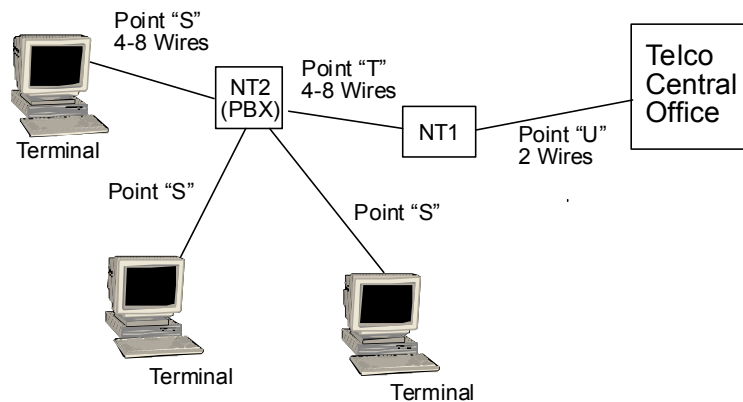 Point “S”
4-8 Wires
Terminal
NT2
(PBX)
Point “T”
4-8 Wires
NT1
Point “U”
2 Wires
Telco
Central
Office
Point “S”
Point “S”
Terminal
Terminal